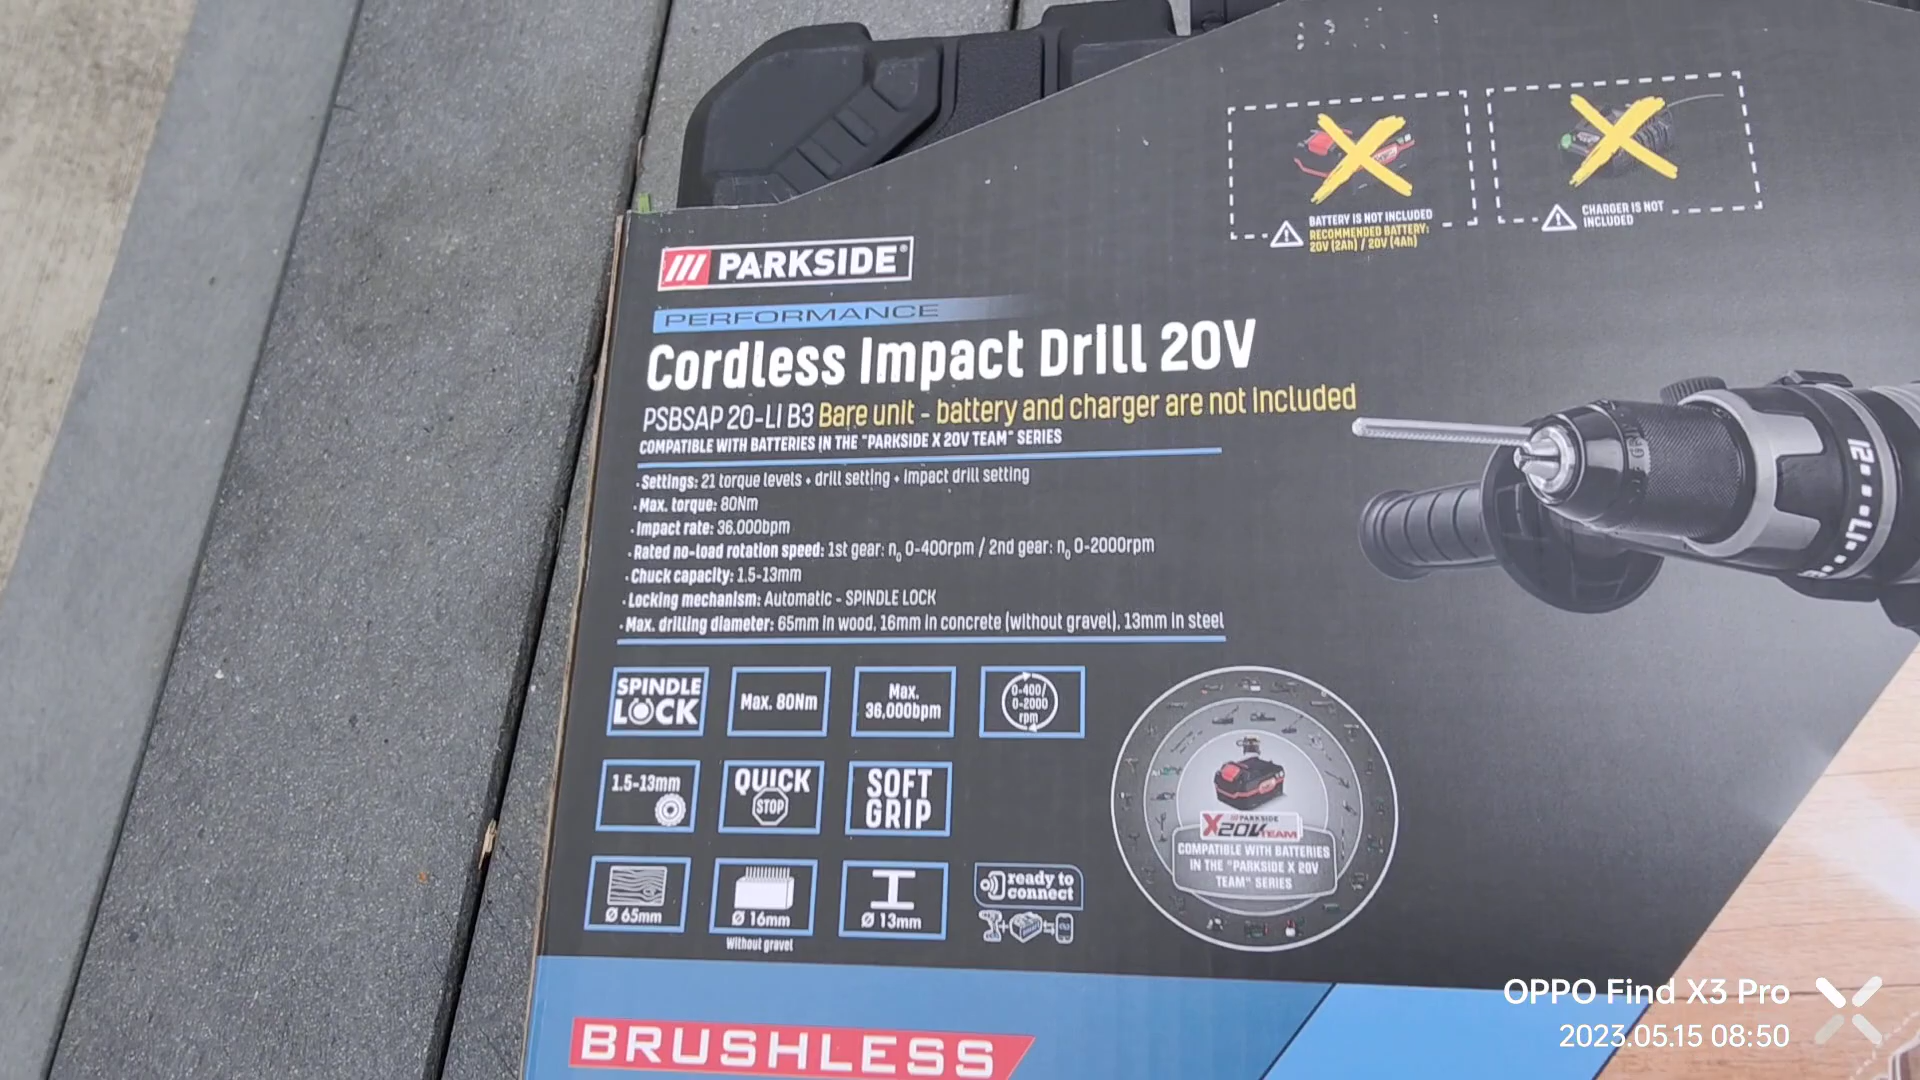 BATTERY IS NOT INCLUDED
RECOMMENDED BATTERY:
20V (2Ah) / 20V (4Ah)
CHARGER IS NOT
INCLUDED
PARKSIDE®
PERFORMANCE
Cordless Impact Drill 20V
PSBSAP 20-LI B3 Bare unit - battery and charger are not included
COMPATIBLE WITH BATTERIES IN THE "PARKSIDE X 20V TEAM" SERIES
• Settings: 21 torque levels + drill setting + impact drill setting
• Max. torque: 80Nm
• Impact rate: 36.000bpm
• Rated no-load rotation speed: 1st gear: n₀ 0-400rpm / 2nd gear: n₀ 0-2000rpm
• Chuck capacity: 1.5-13mm
• Locking mechanism: Automatic - SPINDLE LOCK
• Max. drilling diameter: 65mm in wood, 16mm in concrete (without gravel), 13mm in steel
SPINDLE
LOCK
Max. 80Nm
Max.
36,000bpm
0-400/
0-2000
rpm
1.5-13mm
QUICK
STOP
SOFT
GRIP
Ø 65mm
Ø 16mm
Without gravel
Ø 13mm
ready to
connect
PARKSIDE
X20V TEAM
COMPATIBLE WITH BATTERIES
IN THE "PARKSIDE X 20V
TEAM" SERIES
BRUSHLESS
OPPO Find X3 Pro
2023.05.15 08:50